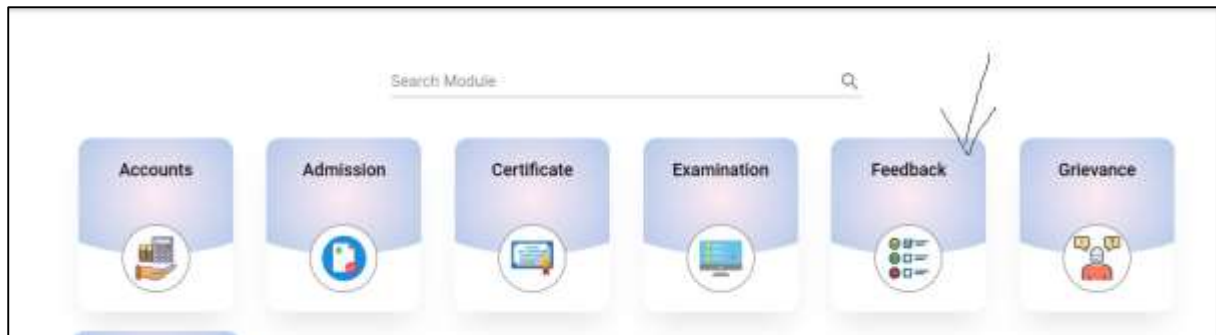 Search Module
Accounts Admission Certificate Examination Feedback Grievance